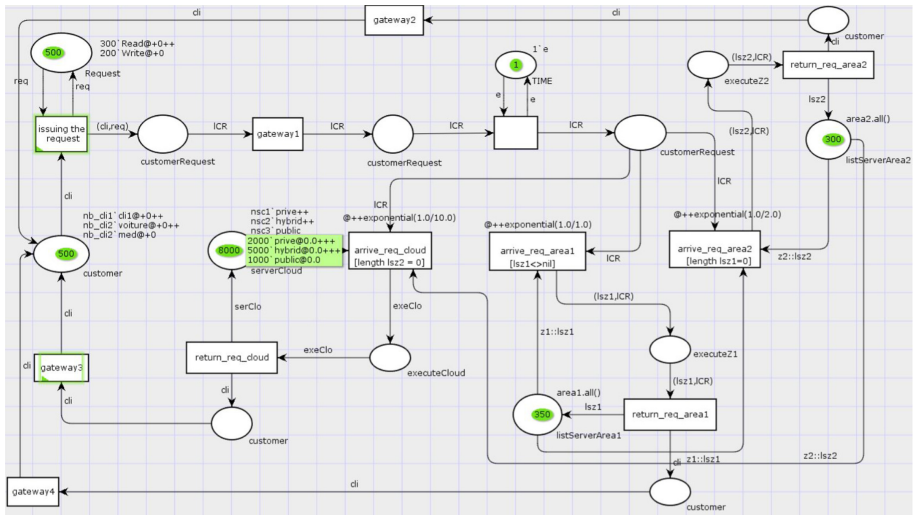 cli
gateway2
cli
customer
300`Read@+0++
200`Write@+0
500
Request
req
req
1`e
1
TIME
e
e
(lsz2,lCR)
executeZ2
return_req_area2
cli
lsz2
issuing the
request
(cli,req)
customerRequest
lCR
gateway1
lCR
customerRequest
lCR
lCR
customerRequest
(lsz2,lCR)
area2.all()
300
listServerArea2
cli
lCR
lCR
lCR
nb_cli1`cli1@+0++
nb_cli2`voiture@+0++
nb_cli2`med@+0
500
customer
nsc1`prive++
nsc2`hybrid++
nsc3`public
8000
2000`prive@0.0+++
5000`hybrid@0.0+++
1000`public@0.0
serverCloud
@++exponential(1.0/10.0)
arrive_req_cloud
[length lsz2 = 0]
@++exponential(1.0/1.0)
arrive_req_area1
[lsz1<>nil]
@++exponential(1.0/2.0)
arrive_req_area2
[length lsz1=0]
z2::lsz2
cli
serClo
exeClo
z1::lsz1
(lsz1,lCR)
return_req_cloud
exeClo
executeCloud
executeZ1
cli
gateway3
cli
cli
customer
(lsz1,lCR)
area1.all()
350
listServerArea1
lsz1
return_req_area1
z1::lsz1
z2::lsz2
cli
gateway4
cli
customer